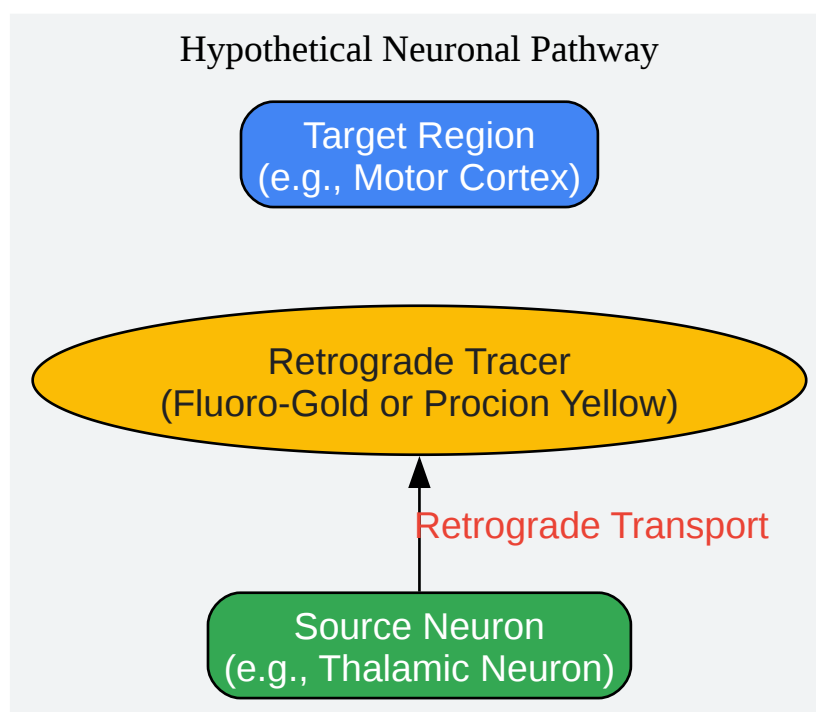 Hypothetical Neuronal Pathway
Target Region
(e.g., Motor Cortex)
Retrograde Tracer
(Fluoro-Gold or Procion Yellow)
Retrograde Transport
Source Neuron
(e.g., Thalamic Neuron)